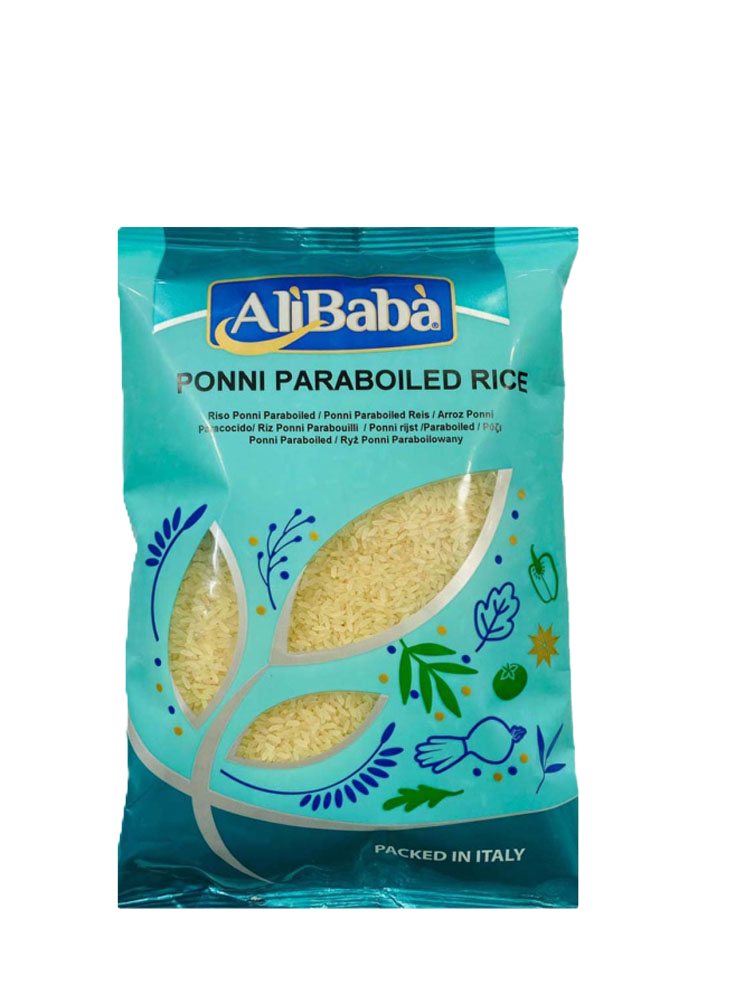 AlìBabà®
PONNI PARABOILED RICE
Riso Ponni Paraboiled / Ponni Paraboiled Reis / Arroz Ponni
Paracocido/ Riz Ponni Parabouilli / Ponni rijst /Paraboiled /
Ponni Paraboiled / Ryż Ponni Paraboilowany
PACKED IN ITALY